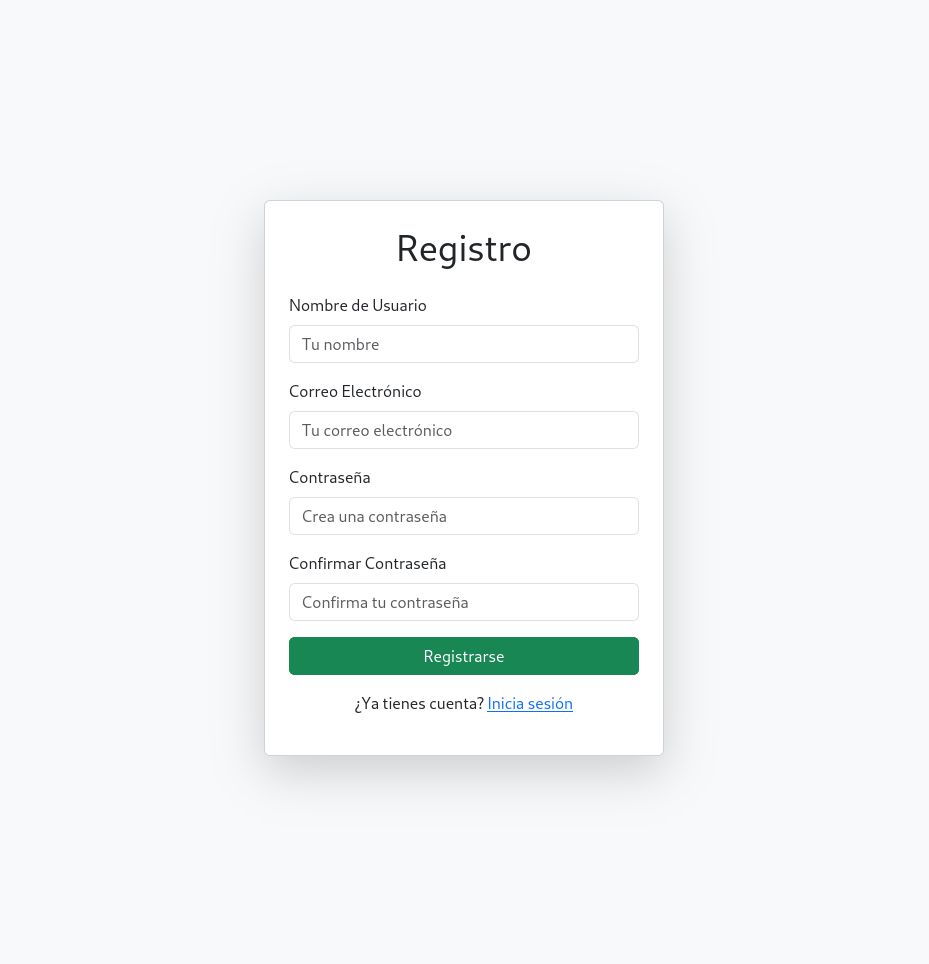 Registro
Nombre de Usuario
Tu nombre
Correo Electrónico
Tu correo electrónico
Contraseña
Crea una contraseña
Confirmar Contraseña
Confirma tu contraseña
Registrarse
¿Ya tienes cuenta? Inicia sesión